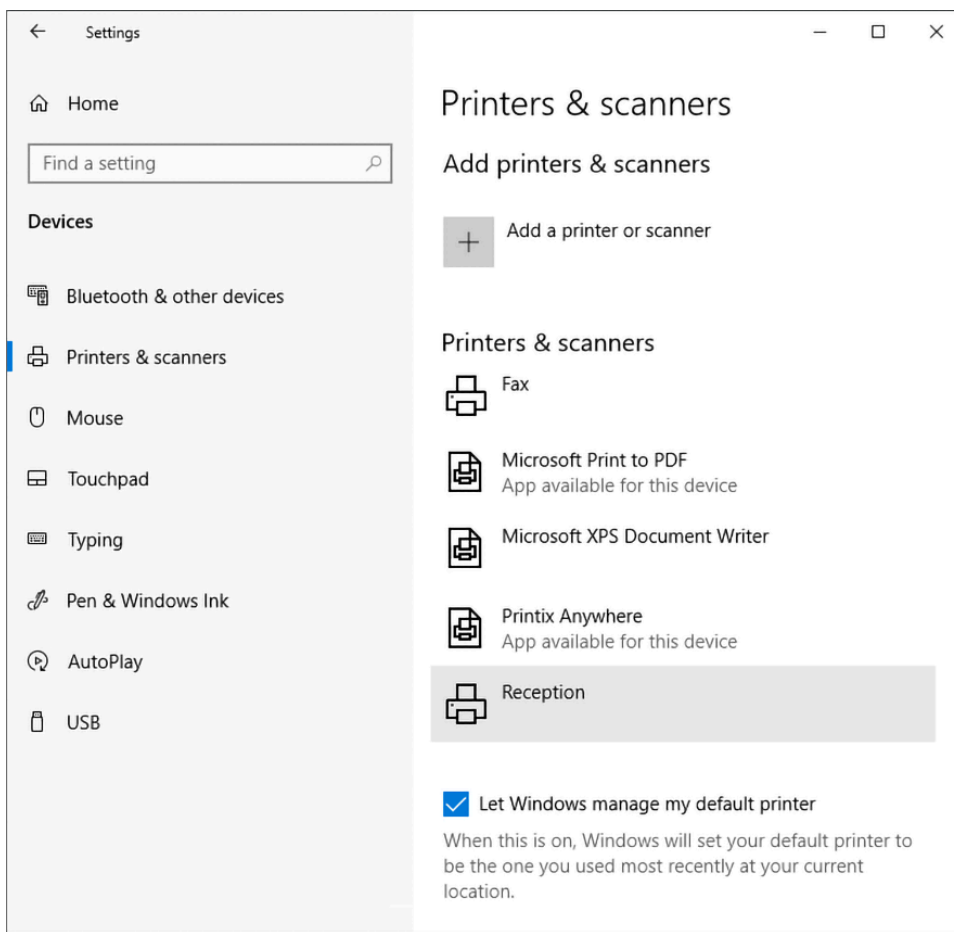 Settings
Home
Find a setting
Devices
Bluetooth & other devices
Printers & scanners
Mouse
Touchpad
Typing
Pen & Windows Ink
AutoPlay
USB
Printers & scanners
Add printers & scanners
Add a printer or scanner
Printers & scanners
Fax
Microsoft Print to PDF
App available for this device
Microsoft XPS Document Writer
Printix Anywhere
App available for this device
Reception
Let Windows manage my default printer
When this is on, Windows will set your default printer to
be the one you used most recently at your current
location.